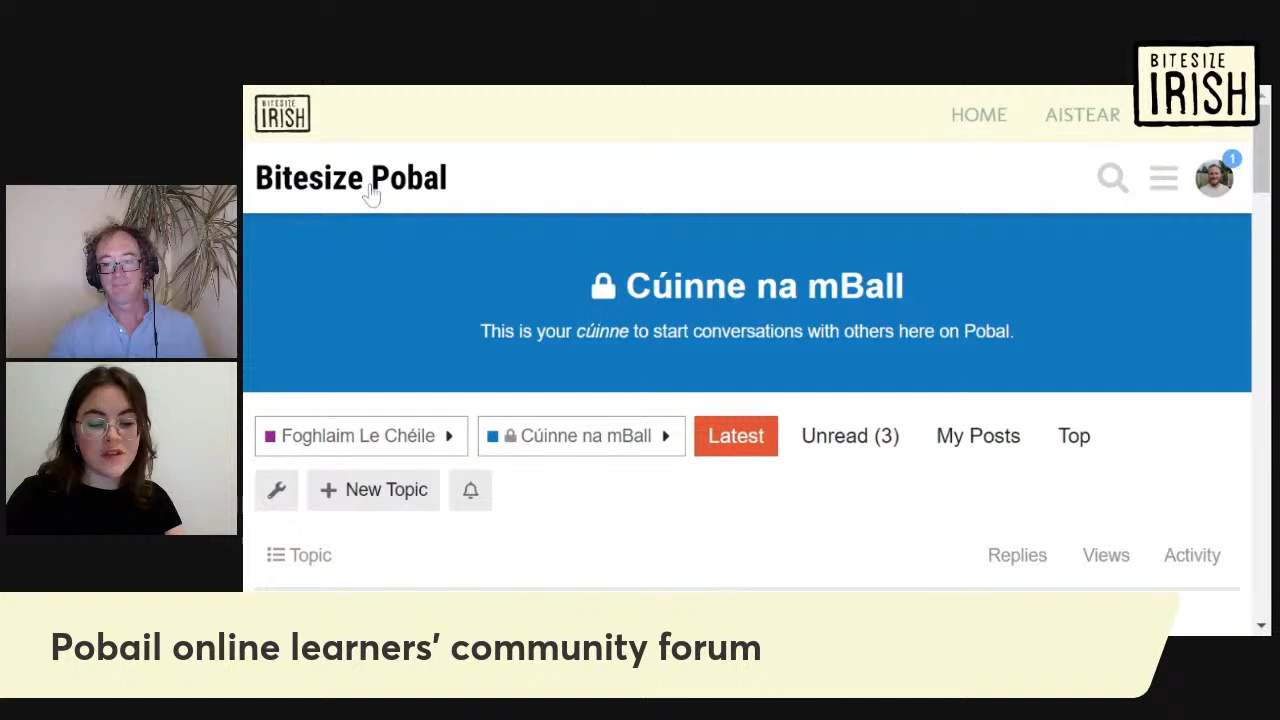 BITESIZE
IRISH
BITESIZE
IRISH
HOME AISTEAR
Bitesize Pobal
1
Cúinne na mBall
This is your cúinne to start conversations with others here on Pobal.
Foghlaim Le Chéile Cúinne na mBall Latest Unread (3) My Posts Top
New Topic
Topic Replies Views Activity
Pobail online learners' community forum